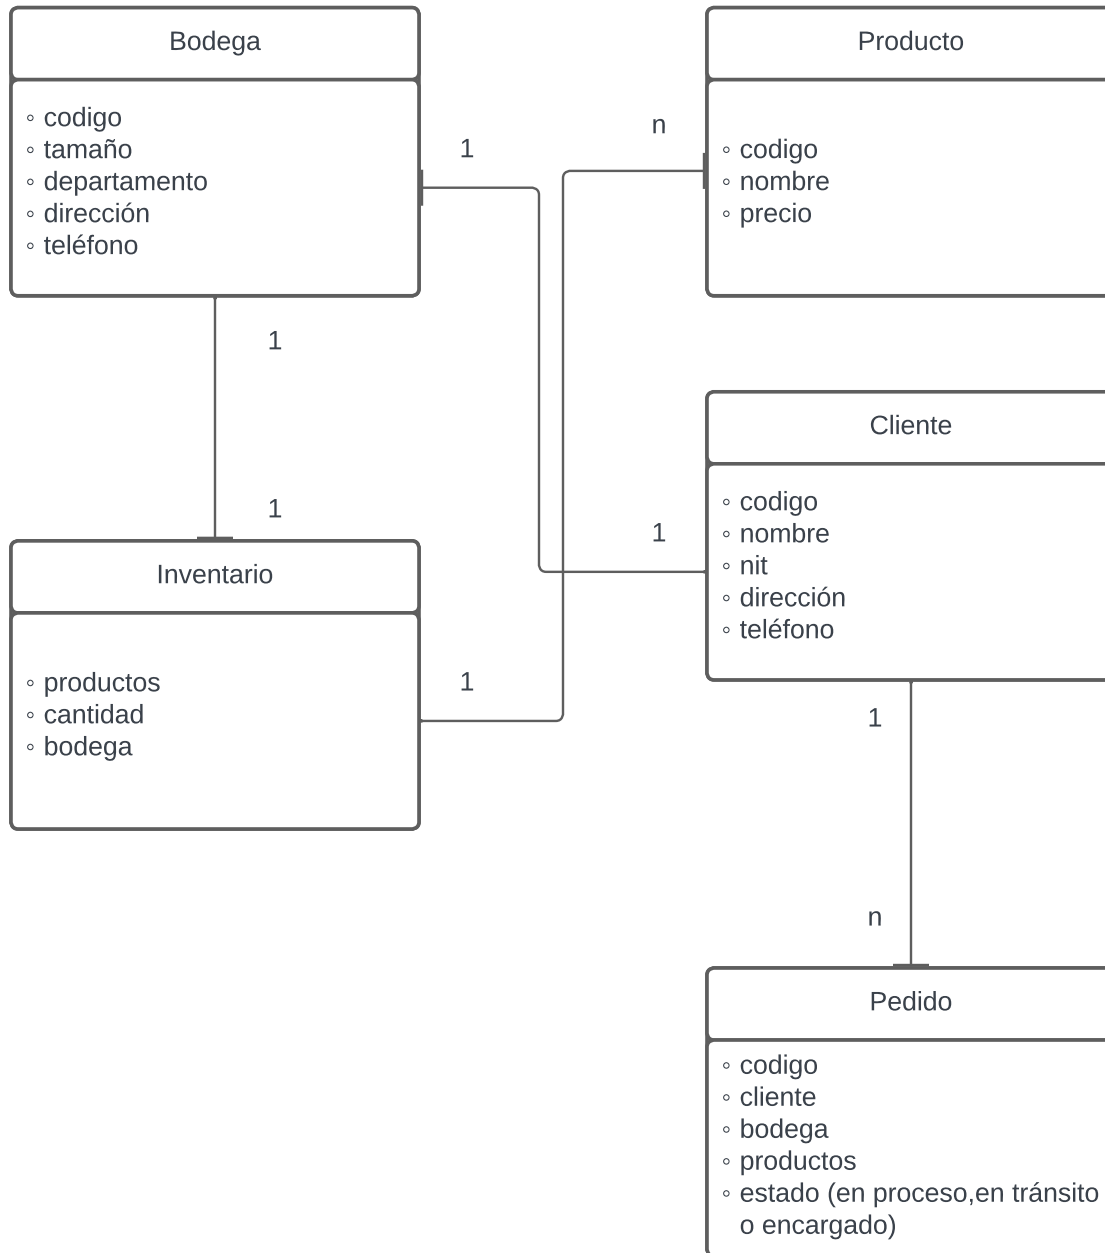 Bodega
◦ codigo
◦ tamaño
◦ departamento
◦ dirección
◦ teléfono
1
n
Producto
◦ codigo
◦ nombre
◦ precio
1
1
Cliente
◦ codigo
◦ nombre
◦ nit
◦ dirección
◦ teléfono
1
Inventario
◦ productos
◦ cantidad
◦ bodega
1
1
n
Pedido
◦ codigo
◦ cliente
◦ bodega
◦ productos
◦ estado (en proceso,en tránsito
o encargado)